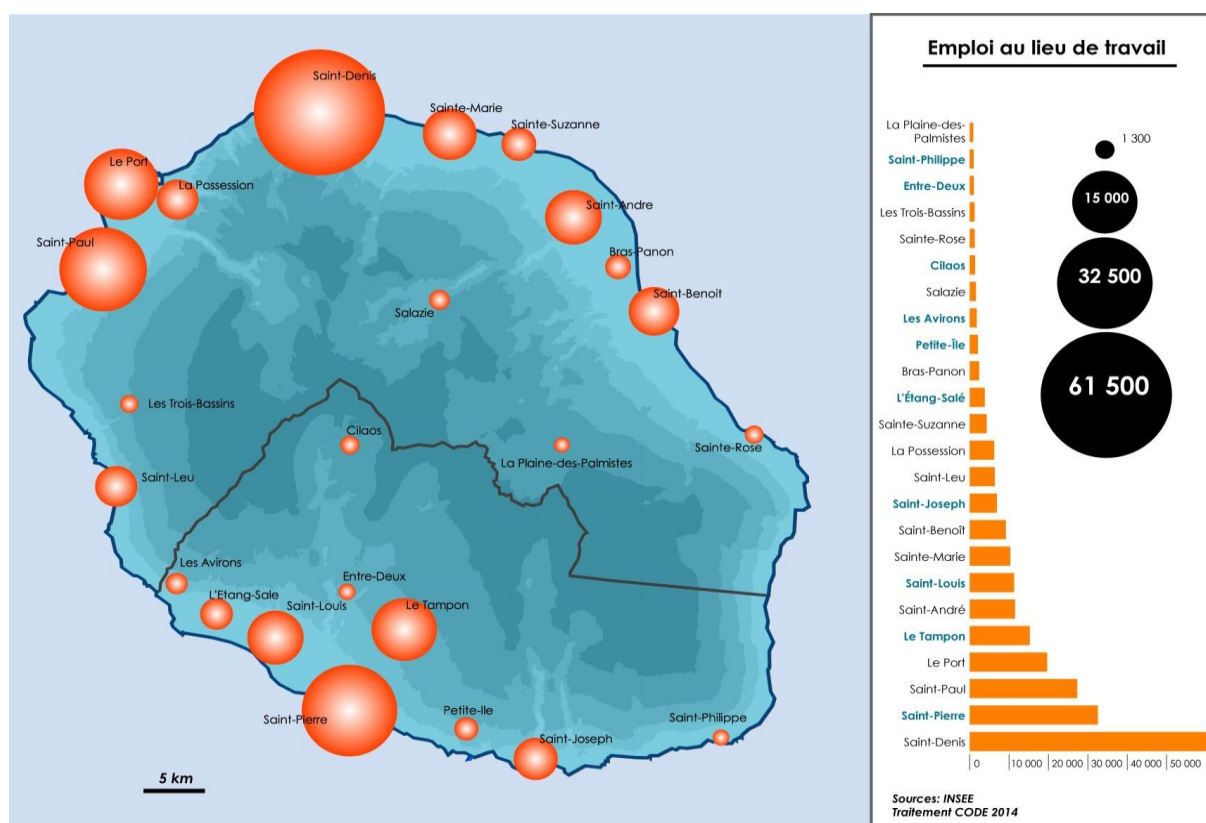 Saint-Denis
Sainte-Marie
Sainte-Suzanne
Le Port
La Possession
Saint-Andre
Saint-Paul
Bras-Panon
Saint-Benoit
Salazie
Les Trois-Bassins
Cilaos
Sainte-Rose
La Plaine-des-Palmistes
Saint-Leu
Les Avirons
Entre-Deux
L'Etang-Sale
Saint-Louis
Le Tampon
Saint-Pierre
Petite-Ile
Saint-Philippe
Saint-Joseph
5 km
Emploi au lieu de travail
La Plaine-des-
Palmistes
Saint-Philippe
Entre-Deux
Les Trois-Bassins
Sainte-Rose
Cilaos
Salazie
Les Avirons
Petite-Île
Bras-Panon
L'Étang-Salé
Sainte-Suzanne
La Possession
Saint-Leu
Saint-Joseph
Saint-Benoît
Sainte-Marie
Saint-Louis
Saint-André
Le Tampon
Le Port
Saint-Paul
Saint-Pierre
Saint-Denis
0 10 000 20 000 30 000 40 000 50 000
1 300
15 000
32 500
61 500
Sources: INSEE
Traitement CODE 2014